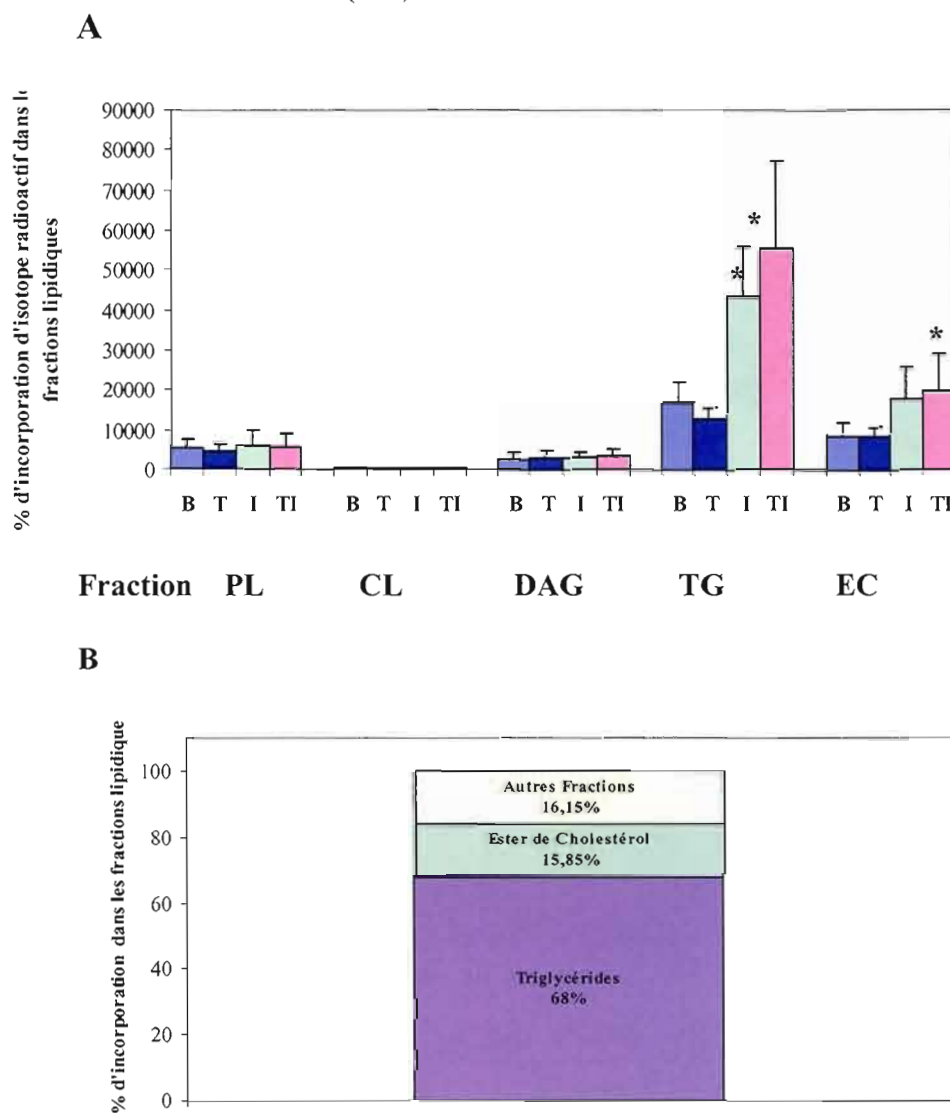 A
% d'incorporation d'isotope radioactif dans
fractions lipidiques
90000
80000
70000
60000
50000
40000
30000
20000
10000
0
*
*
*
B T I TI B T I TI B T I TI B T I TI B T I TI
Fraction PL CL DAG TG EC
B
% d'incorporation dans les fractions lipidique
100
80
60
40
20
0
Autres Fractions
16,15%
Ester de Cholestérol
15,85%
Triglycérides
68%